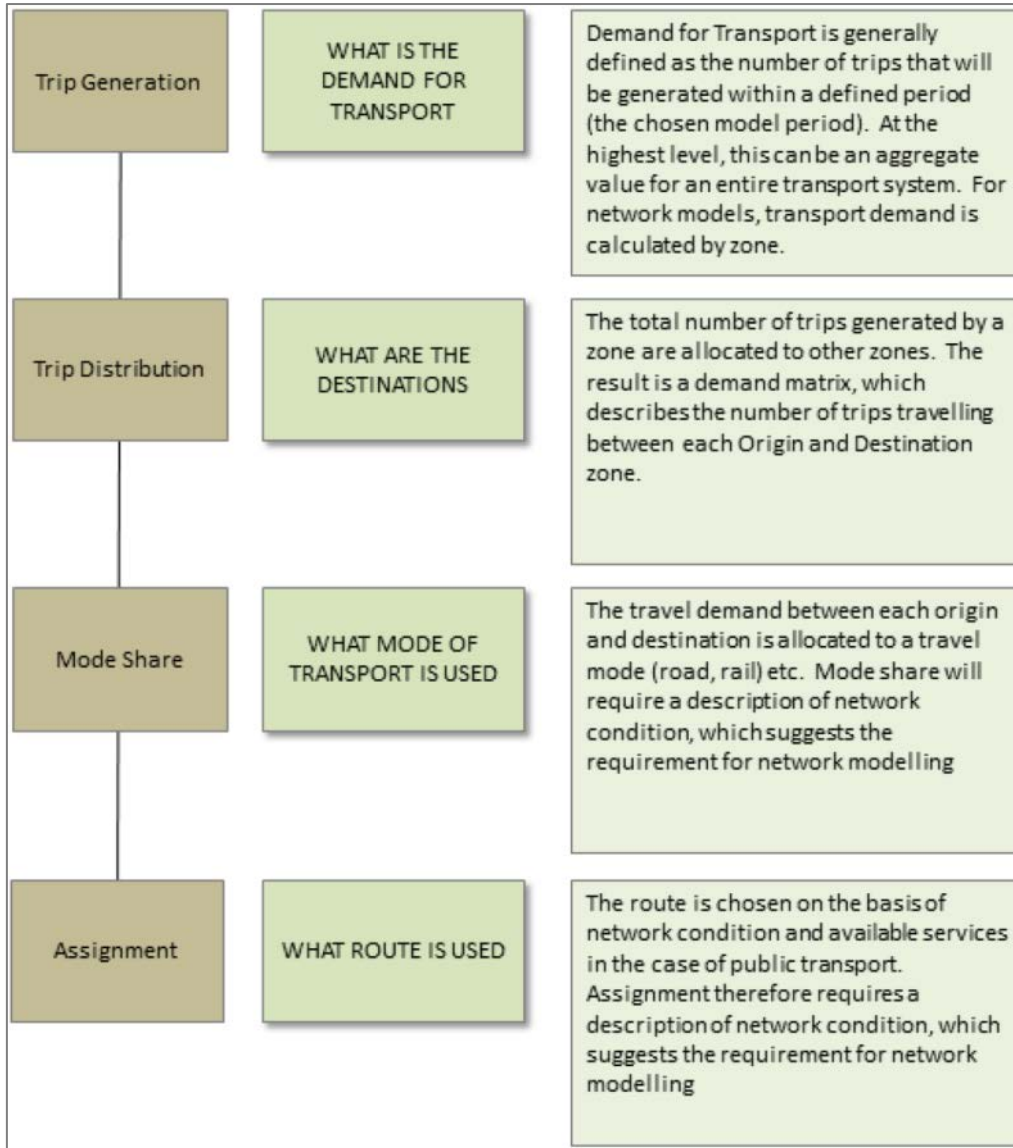 Trip Generation
WHAT IS THE
DEMAND FOR
TRANSPORT
Demand for Transport is generally
defined as the number of trips that will
be generated within a defined period
(the chosen model period). At the
highest level, this can be an aggregate
value for an entire transport system. For
network models, transport demand is
calculated by zone.
Trip Distribution
WHAT ARE THE
DESTINATIONS
The total number of trips generated by a
zone are allocated to other zones. The
result is a demand matrix, which
describes the number of trips travelling
between each Origin and Destination
zone.
Mode Share
WHAT MODE OF
TRANSPORT IS USED
The travel demand between each origin
and destination is allocated to a travel
mode (road, rail) etc. Mode share will
require a description of network
condition, which suggests the
requirement for network modelling
Assignment
WHAT ROUTE IS USED
The route is chosen on the basis of
network condition and available services
in the case of public transport.
Assignment therefore requires a
description of network condition, which
suggests the requirement for network
modelling